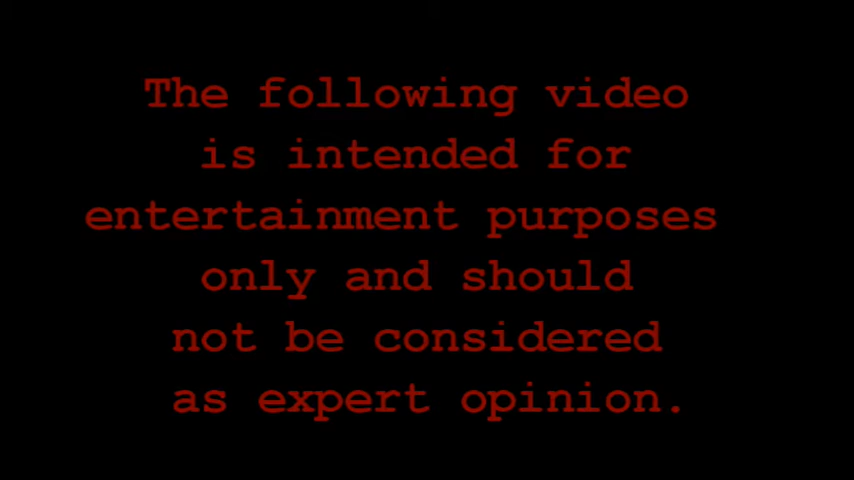 The following video
is intended for
entertainment purposes
only and should
not be considered
as expert opinion.